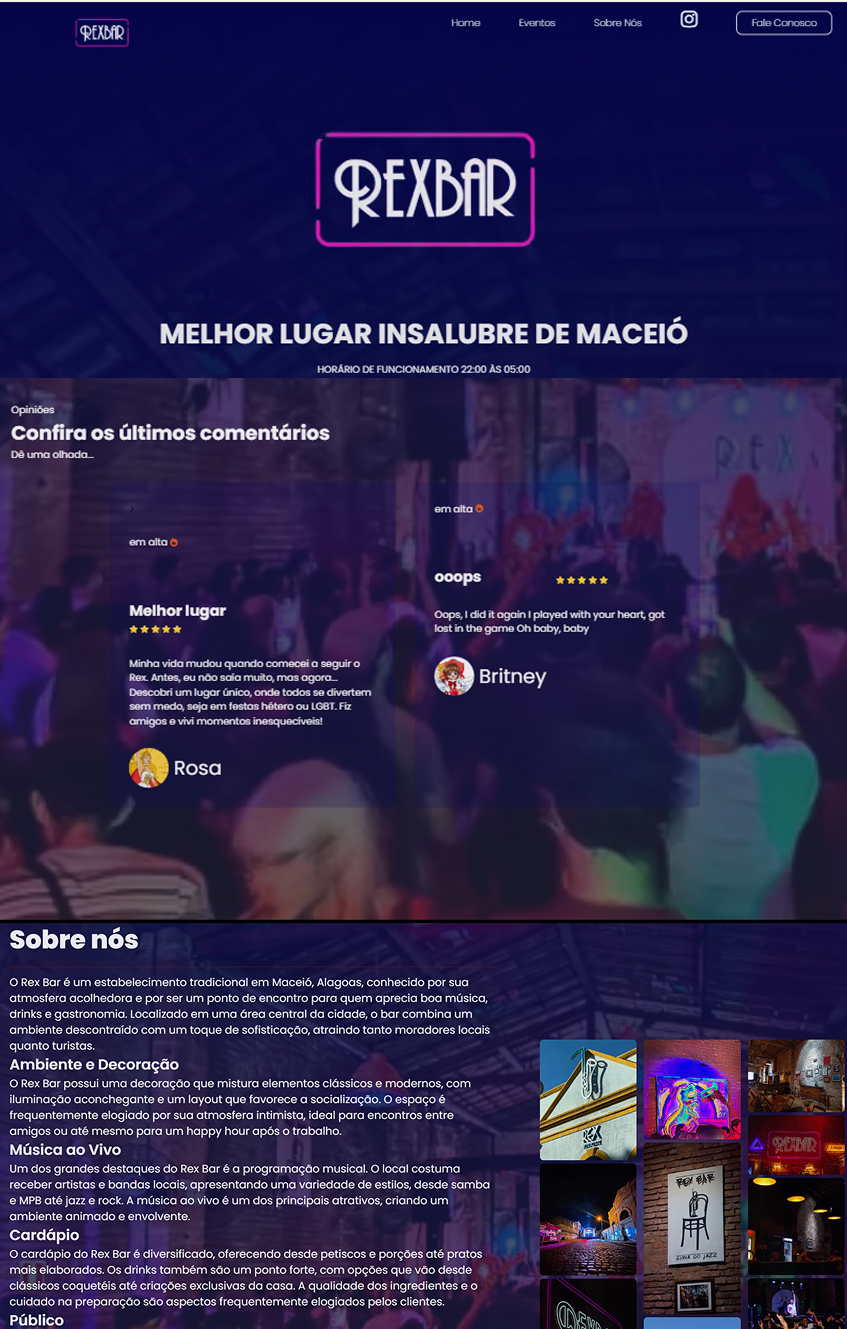 REXBAR
Home Eventos Sobre Nós Fale Conosco
REXBAR
MELHOR LUGAR INSALUBRE DE MACEIÓ
HORÁRIO DE FUNCIONAMENTO 22:00 ÀS 05:00
Opiniões
Confira os últimos comentários
Dê uma olhada...
REX
em alta
Melhor lugar
Minha vida mudou quando comecei a seguir o
Rex. Antes, eu não saía muito, mas agora...
Descobri um lugar único, onde todos se divertem
sem medo, seja em festas hétero ou LGBT. Fiz
amigos e vivi momentos inesquecíveis!
Rosa
em alta
ooops
Oops, I did it again I played with your heart, got
lost in the game Oh baby, baby
Britney
Sobre nós
O Rex Bar é um estabelecimento tradicional em Maceió, Alagoas, conhecido por sua
atmosfera acolhedora e por ser um ponto de encontro para quem aprecia boa música,
drinks e gastronomia. Localizado em uma área central da cidade, o bar combina um
ambiente descontraído com um toque de sofisticação, atraindo tanto moradores locais
quanto turistas.
Ambiente e Decoração
O Rex Bar possui uma decoração que mistura elementos clássicos e modernos, com
iluminação aconchegante e um layout que favorece a socialização. O espaço é
frequentemente elogiado por sua atmosfera intimista, ideal para encontros entre
amigos ou até mesmo para um happy hour após o trabalho.
Música ao Vivo
Um dos grandes destaques do Rex Bar é a programação musical. O local costuma
receber artistas e bandas locais, apresentando uma variedade de estilos, desde samba
e MPB até jazz e rock. A música ao vivo é um dos principais atrativos, criando um
ambiente animado e envolvente.
Cardápio
O cardápio do Rex Bar é diversificado, oferecendo desde petiscos e porções até pratos
mais elaborados. Os drinks também são um ponto forte, com opções que vão desde
clássicos coquetéis até criações exclusivas da casa. A qualidade dos ingredientes e o
cuidado na preparação são aspectos frequentemente elogiados pelos clientes.
Público
REX
REXBAR
REX BAR
ZONA DO JAZZ
REXBAR